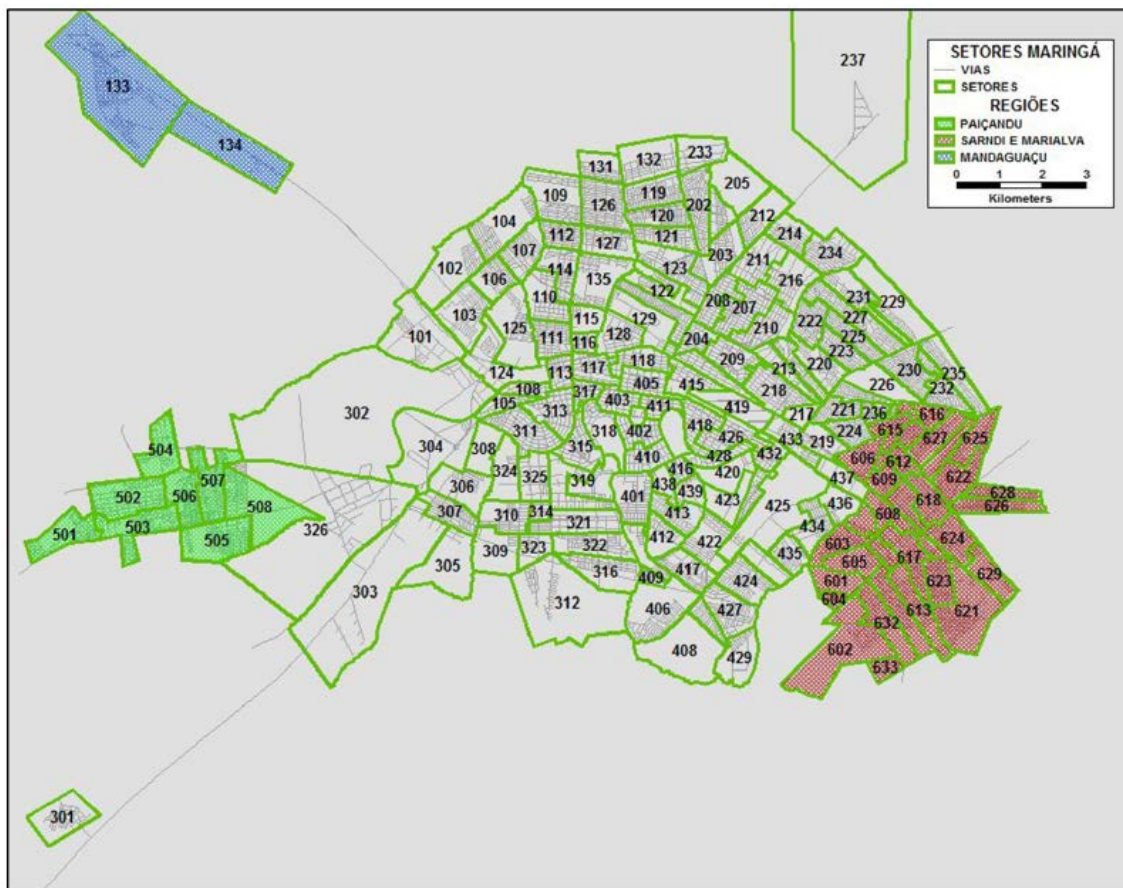 237
SETORES MARINGÁ
VIAS
SETORES
REGIÕES
PAIÇANDU
SARNDI E MARIALVA
MANDAGUAÇU
0 1 2 3
Kilometers
133
134
131 132 233
109 126 119 202 205
104 120 212
112 127 121 214
107 203 234
102 114 123 211
106 135 216
110 122 231 229
103 208 207 227
101 125 115 129 210 222 225
111 116 128 204 223
124 113 117 118 209 213 220 230
108 317 405 415 218 226 235 232
105 313 403 411 419 217 221 236 616
302 311 318 402 418 426 433 219 224 615 627 625
304 308 315 410 428 432 606 612
504 324 325 319 416 420 437 609 622
502 506 507 306 401 438 439 423 425 436 618 628
508 307 310 314 321 413 608 626
501 503 326 412 422 434 603 624
505 309 323 322 435 605 617
303 305 316 409 417 424 601 623 629
312 406 427 604 613 621
408 429 602 632
633
301